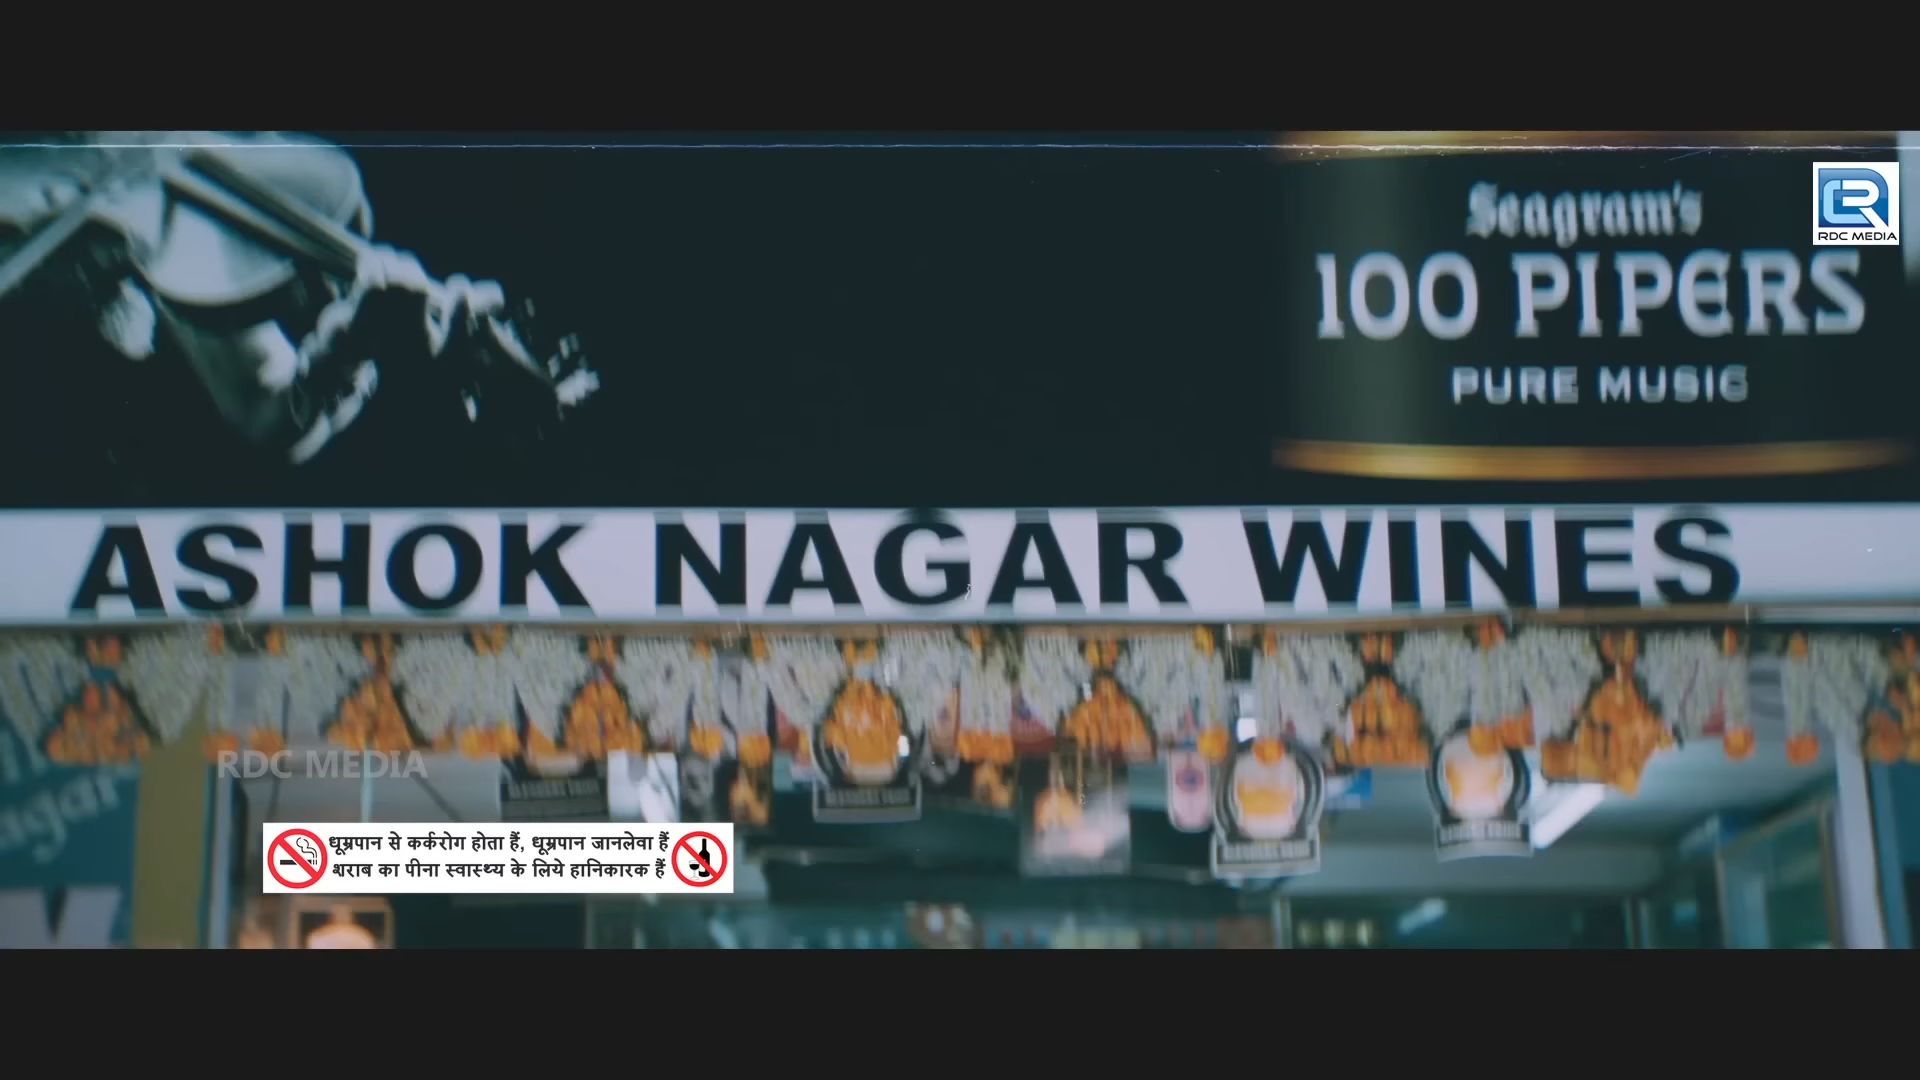 Seagram's
100 PIPERS
PURE MUSIC
RDC MEDIA
ASHOK NAGAR WINES
RDC MEDIA
धूम्रपान से कर्करोग होता हैं, धूम्रपान जानलेवा हैं
शराब का पीना स्वास्थ्य के लिये हानिकारक हैं